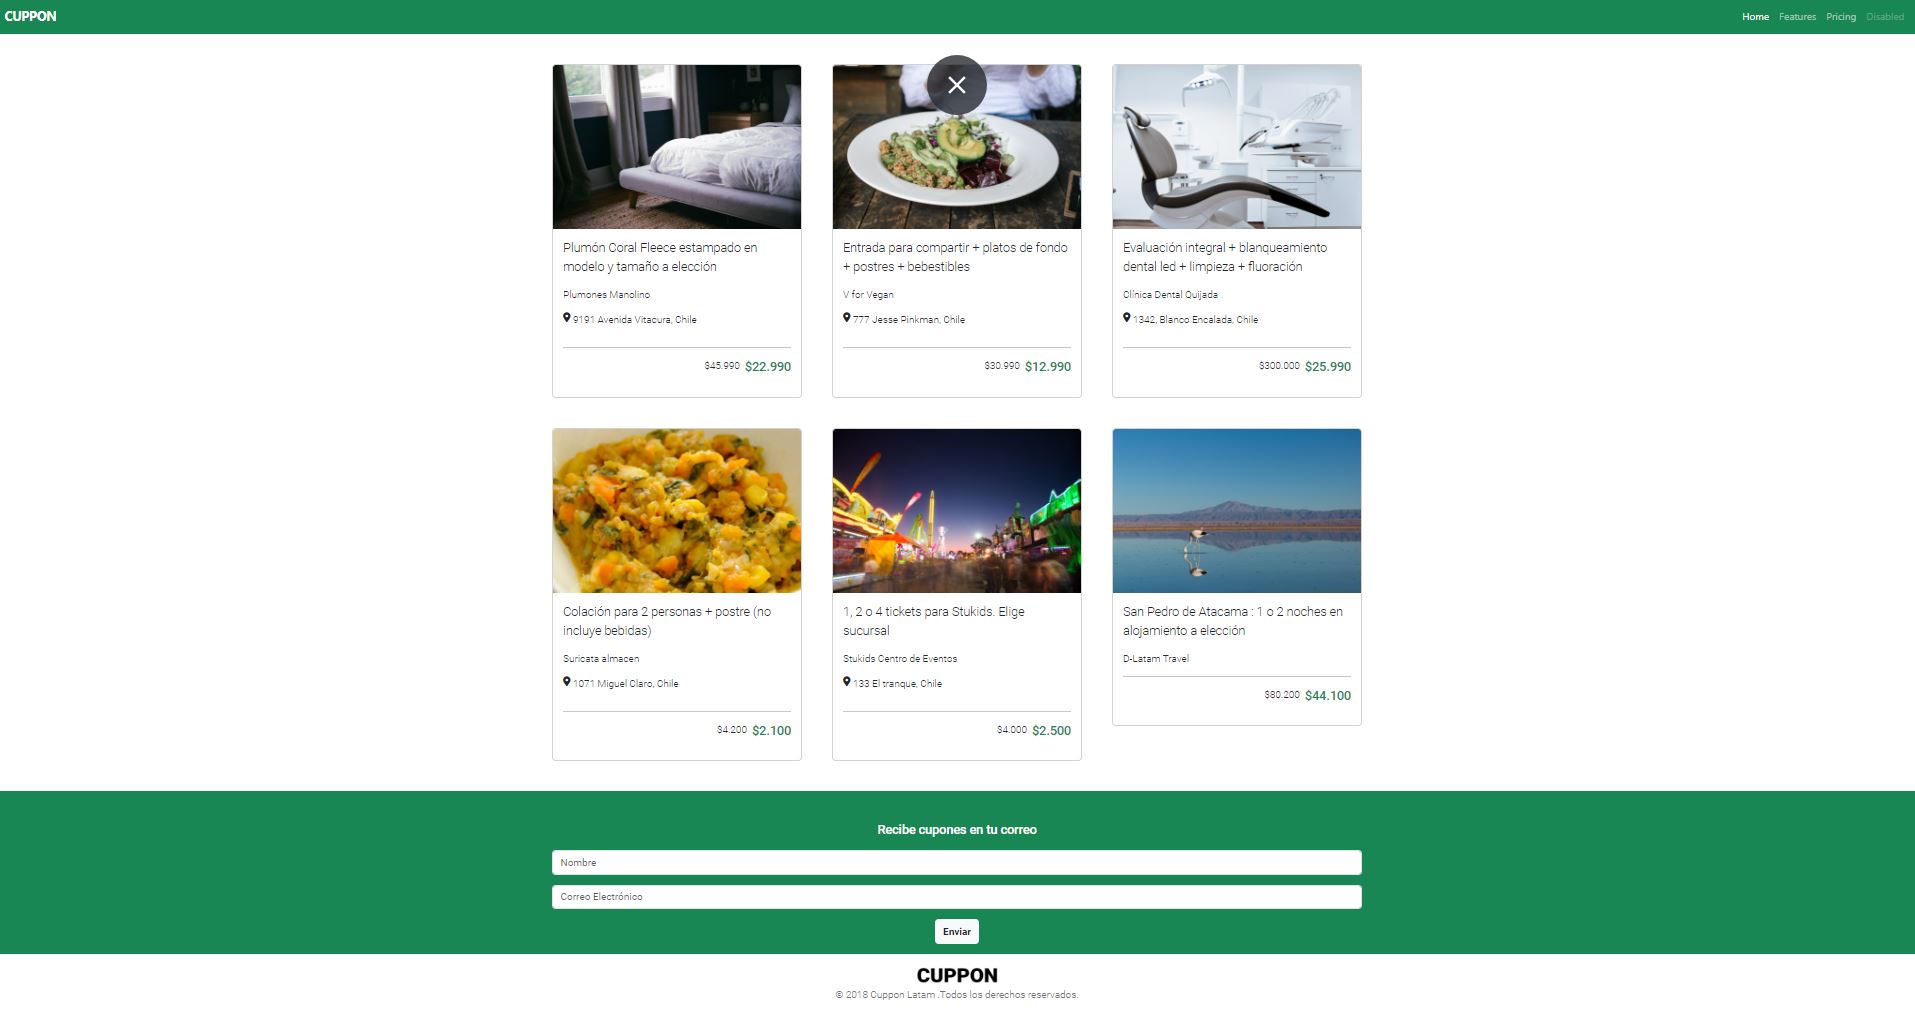 CUPPON
Home Features Pricing Disabled
Plumón Coral Fleece estampado en
modelo y tamaño a elección
Plumones Manolino
9191 Avenida Vitacura, Chile
$45.990 $22.990
Entrada para compartir + platos de fondo
+ postres + bebestibles
V for Vegan
777 Jesse Pinkman, Chile
$30.990 $12.990
Evaluación integral + blanqueamiento
dental led + limpieza + fluoración
Clínica Dental Quijada
1342, Blanco Encalada, Chile
$300.000 $25.990
Colación para 2 personas + postre (no
incluye bebidas)
Suricata almacen
1071 Miguel Claro, Chile
$4.200 $2.100
1, 2 o 4 tickets para Stukids. Elige
sucursal
Stukids Centro de Eventos
133 El tranque, Chile
$4.000 $2.500
San Pedro de Atacama : 1 o 2 noches en
alojamiento a elección
D-Latam Travel
$80.200 $44.100
Recibe cupones en tu correo
Nombre
Correo Electrónico
Enviar
CUPPON
© 2018 Cuppon Latam .Todos los derechos reservados.